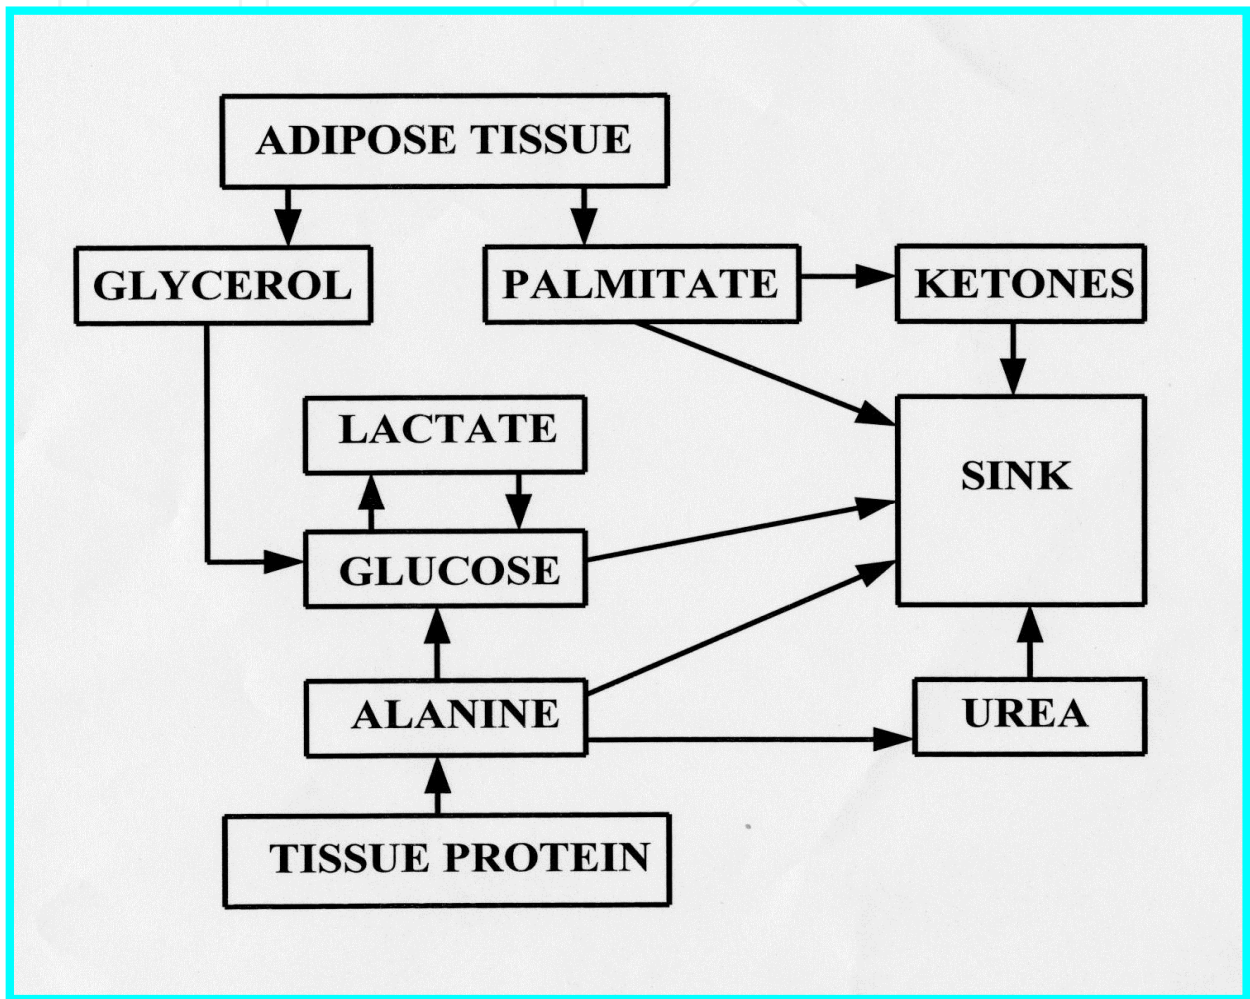 ADIPOSE TISSUE
GLYCEROL
PALMITATE
KETONES
LACTATE
SINK
GLUCOSE
ALANINE
UREA
TISSUE PROTEIN